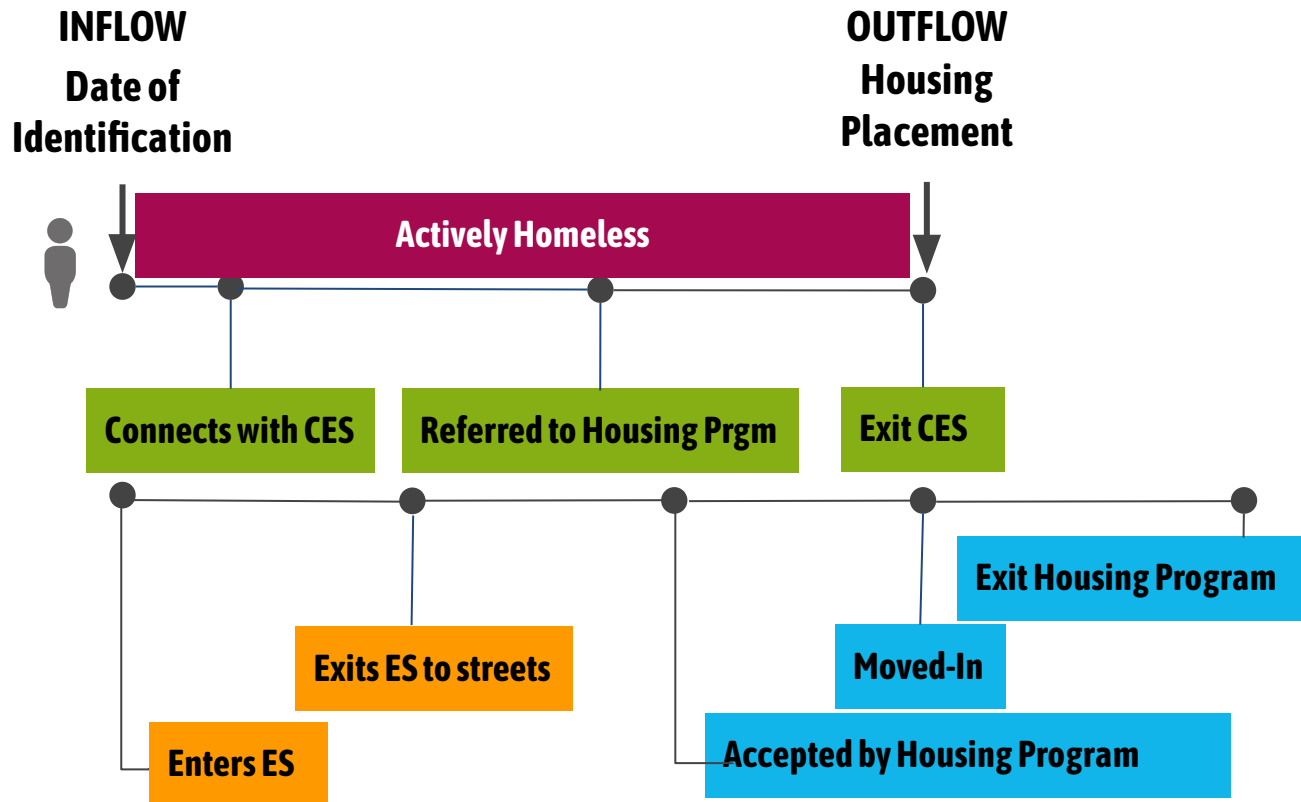 INFLOW
Date of
Identification
OUTFLOW
Housing
Placement
Actively Homeless
Connects with CES
Referred to Housing Prgm
Exit CES
Exit Housing Program
Exits ES to streets
Moved-In
Enters ES
Accepted by Housing Program